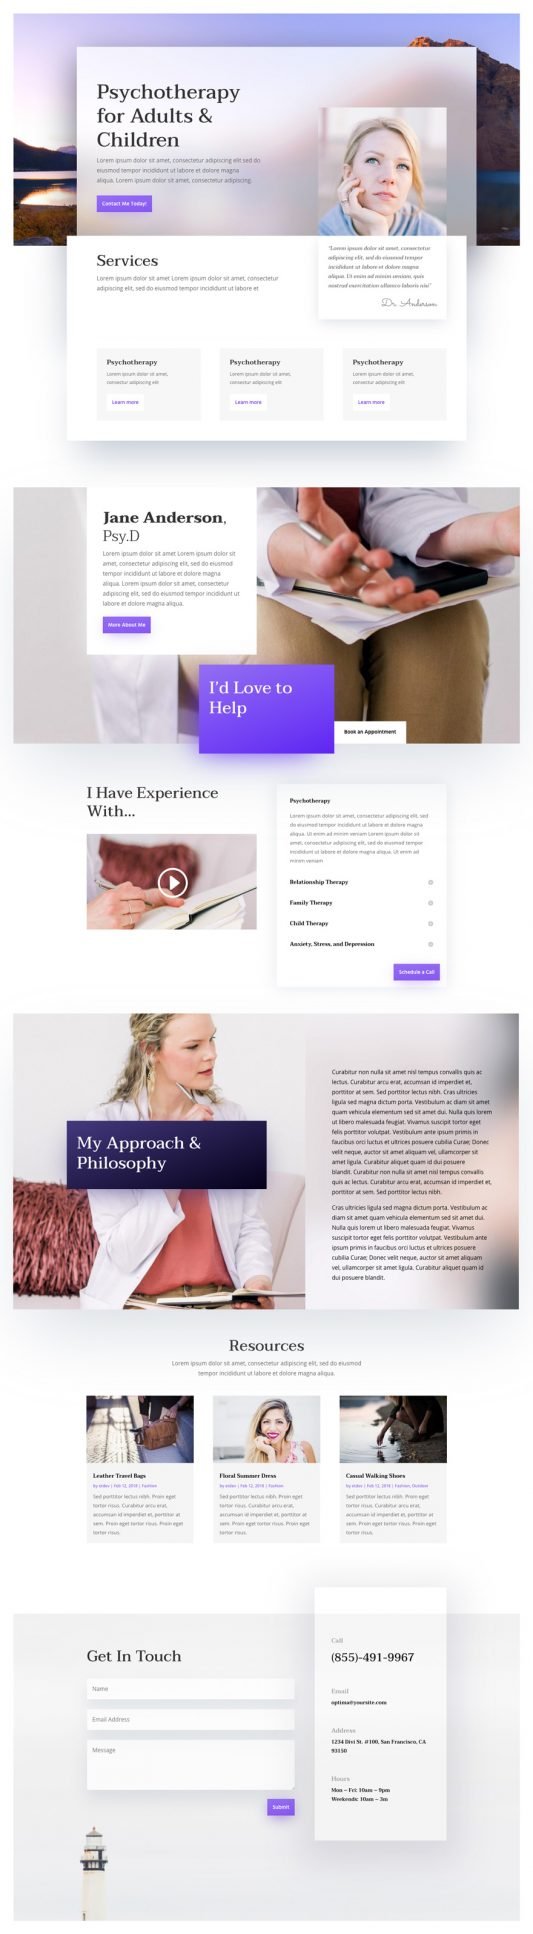 Psychotherapy
for Adults &
Children
Lorem ipsum dolor sit amet, consectetur adipiscing elit sed do
eiusmod tempor incididunt ut labore et dolore magna
aliqua. Lorem ipsum dolor sit amet, consectetur adipiscing.
Contact Me Today!
"Lorem ipsum dolor sit amet, consectetur
adipiscing elit, sed do eiusmod tempor
incididunt ut labore et dolore magna
aliqua. Ut enim ad minim veniam, quis
nostrud exercitation ullamco laboris nisi"
Dr. Anderson
Services
Lorem ipsum dolor sit amet Lorem ipsum dolor sit amet, consectetur
adipiscing elit, sed do eiusmod tempor incididunt ut labore et
Psychotherapy
Lorem ipsum dolor sit amet,
consectetur adipiscing elit
Learn more
Psychotherapy
Lorem ipsum dolor sit amet,
consectetur adipiscing elit
Learn more
Psychotherapy
Lorem ipsum dolor sit amet,
consectetur adipiscing elit
Learn more
Jane Anderson,
Psy.D
Lorem ipsum dolor sit amet Lorem ipsum dolor sit
amet, consectetur adipiscing elit, sed do eiusmod
tempor incididunt ut labore et dolore magna
aliqua. Lorem ipsum dolor sit amet, consectetur
adipiscing elit, sed do eiusmod tempor incididunt ut
labore et dolore magna aliqua.
More About Me
I'd Love to
Help
Book an Appointment
I Have Experience
With...
Psychotherapy
Lorem ipsum dolor sit amet, consectetur adipiscing elit, sed
do eiusmod tempor incididunt ut labore et dolore magna
aliqua. Ut enim ad minim veniam Lorem ipsum dolor sit
amet, consectetur adipiscing elit, sed do eiusmod tempor
incididunt ut labore et dolore magna aliqua. Ut enim ad
minim veniam
Relationship Therapy
Family Therapy
Child Therapy
Anxiety, Stress, and Depression
Schedule a Call
My Approach &
Philosophy
Curabitur non nulla sit amet nisl tempus convallis quis ac
lectus. Curabitur arcu erat, accumsan id imperdiet et,
porttitor at sem. Sed porttitor lectus nibh. Cras ultricies
ligula sed magna dictum porta. Vestibulum ac diam sit amet
quam vehicula elementum sed sit amet dui. Nulla quis lorem
ut libero malesuada feugiat. Vivamus suscipit tortor eget
felis porttitor volutpat. Vestibulum ante ipsum primis in
faucibus orci luctus et ultrices posuere cubilia Curae; Donec
velit neque, auctor sit amet aliquam vel, ullamcorper sit
amet ligula. Curabitur aliquet quam id dui posuere
blandit. Curabitur non nulla sit amet nisl tempus convallis
quis ac lectus. Curabitur arcu erat, accumsan id imperdiet et,
porttitor at sem. Sed porttitor lectus nibh.
Cras ultricies ligula sed magna dictum porta. Vestibulum ac
diam sit amet quam vehicula elementum sed sit amet dui.
Nulla quis lorem ut libero malesuada feugiat. Vivamus
suscipit tortor eget felis porttitor volutpat. Vestibulum ante
ipsum primis in faucibus orci luctus et ultrices posuere
cubilia Curae; Donec velit neque, auctor sit amet aliquam
vel, ullamcorper sit amet ligula. Curabitur aliquet quam id
dui posuere blandit.
Resources
Lorem ipsum dolor sit amet, consectetur adipiscing elit, sed do eiusmod
tempor incididunt ut labore et dolore magna aliqua.
Leather Travel Bags
by etdev | Feb 12, 2018 | Fashion
Sed porttitor lectus nibh. Proin eget
tortor risus. Curabitur arcu erat,
accumsan id imperdiet et, porttitor at
sem. Proin eget tortor risus. Proin eget
tortor risus.
Floral Summer Dress
by etdev | Feb 12, 2018 | Fashion
Sed porttitor lectus nibh. Proin eget
tortor risus. Curabitur arcu erat,
accumsan id imperdiet et, porttitor at
sem. Proin eget tortor risus. Proin eget
tortor risus.
Casual Walking Shoes
by etdev | Feb 12, 2018 | Fashion, Outdoor
Sed porttitor lectus nibh. Proin eget
tortor risus. Curabitur arcu erat,
accumsan id imperdiet et, porttitor at
sem. Proin eget tortor risus. Proin eget
tortor risus.
Get In Touch
Name
Email Address
Message
Submit
Call
(855)-491-9967
Email
optima@yoursite.com
Address
1234 Divi St. #100, San Francisco, CA
93150
Hours
Mon – Fri: 10am – 9pm
Weekends: 10am – 3m